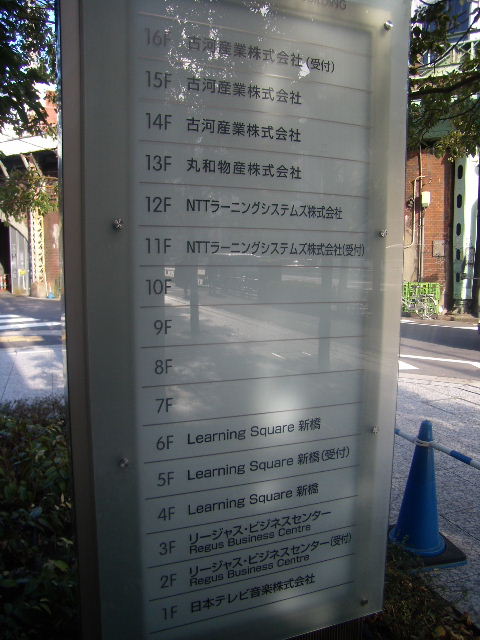 16F 古河産業株式会社(受付)
15F 古河産業株式会社
14F 古河産業株式会社
13F 丸和物産株式会社
12F NTTラーニングシステムズ株式会社
11F NTTラーニングシステムズ株式会社(受付)
10F
9F
8F
7F
6F Learning Square 新橋
5F Learning Square 新橋(受付)
4F Learning Square 新橋
3F リージャス・ビジネスセンター
Regus Business Centre
2F リージャス・ビジネスセンター(受付)
Regus Business Centre
1F 日本テレビ音楽株式会社